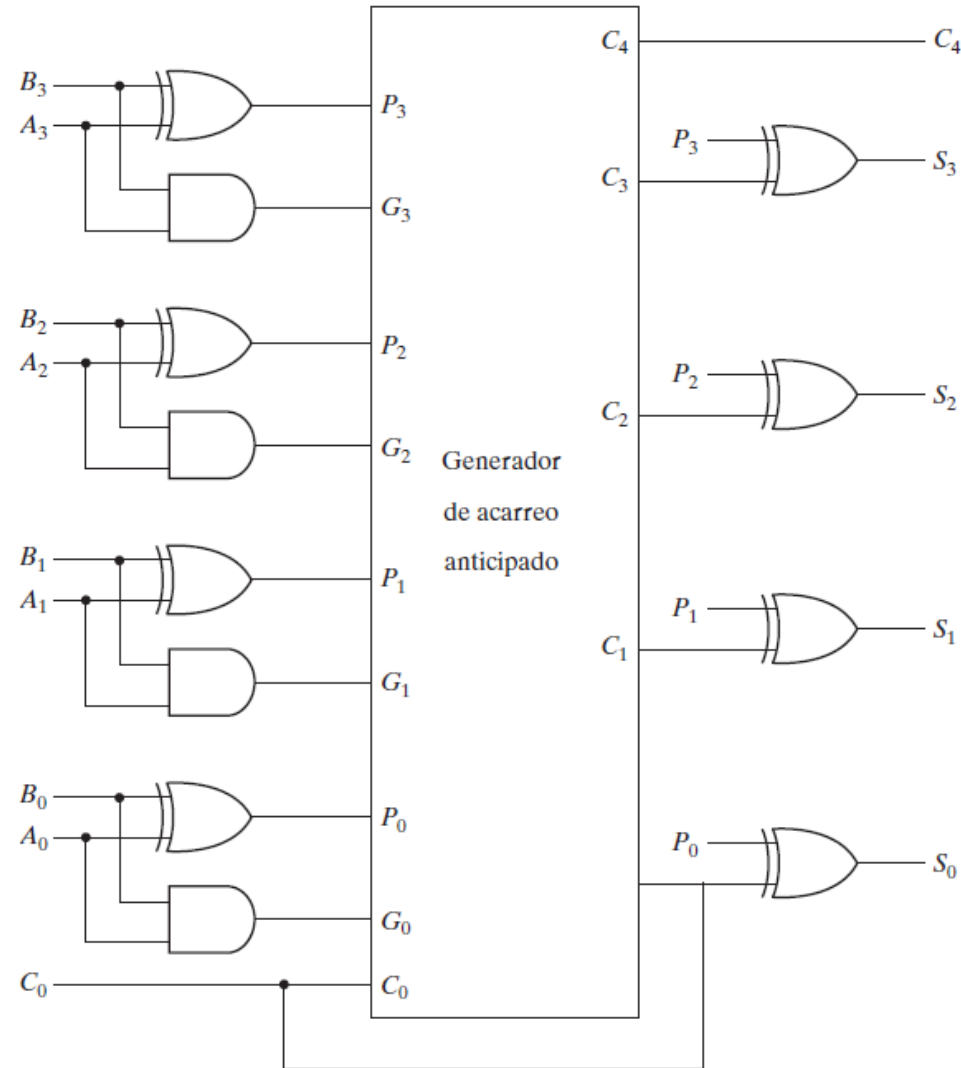 C₄ C₄
B₃
A₃
P₃
P₃
C₃
S₃
G₃
B₂
A₂
P₂
P₂
C₂
S₂
G₂
Generador
de acarreo
anticipado
B₁
A₁
P₁
P₁
C₁
S₁
G₁
B₀
A₀
P₀
P₀
S₀
G₀
C₀ C₀